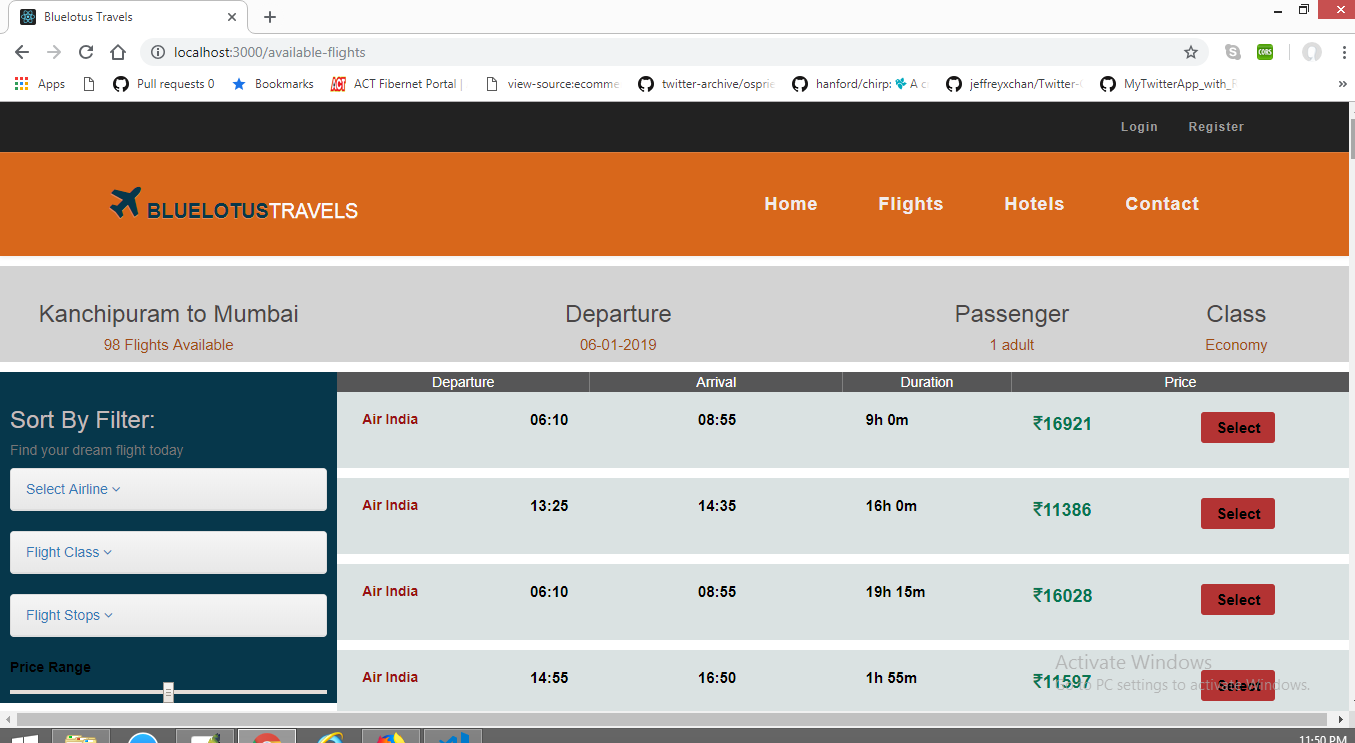 Bluelotus Travels
localhost:3000/available-flights
Apps Pull requests 0 Bookmarks ACT Fibernet Portal | view-source:ecomme twitter-archive/osprie hanford/chirp: A c jeffreyxchan/Twitter- MyTwitterApp_with_
CORS
Login Register
BLUELOTUSTRAVELS
Home Flights Hotels Contact
Kanchipuram to Mumbai Departure Passenger Class
98 Flights Available 06-01-2019 1 adult Economy
Departure Arrival Duration Price
Sort By Filter:
Find your dream flight today
Select Airline
Flight Class
Flight Stops
Price Range
Air India 06:10 08:55 9h 0m ₹16921 Select
Air India 13:25 14:35 16h 0m ₹11386 Select
Air India 06:10 08:55 19h 15m ₹16028 Select
Air India 14:55 16:50 1h 55m ₹11597 Select
Activate Windows
Go to PC settings to activate Windows.
11:50 PM